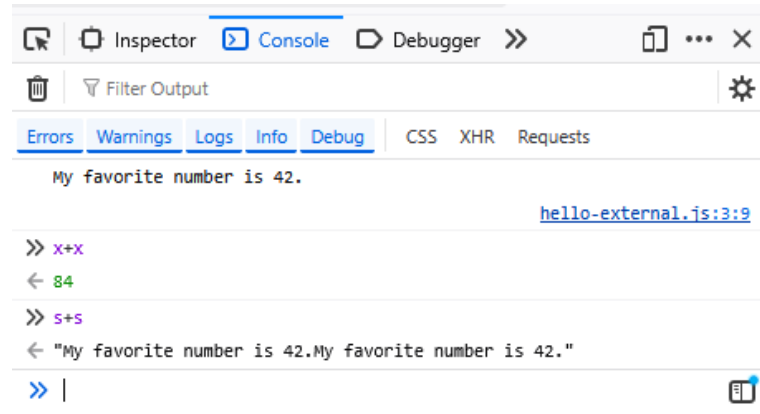 Inspector Console Debugger
Filter Output
Errors Warnings Logs Info Debug CSS XHR Requests
My favorite number is 42.
hello-external.js:3:9
x+x
84
s+s
"My favorite number is 42.My favorite number is 42."